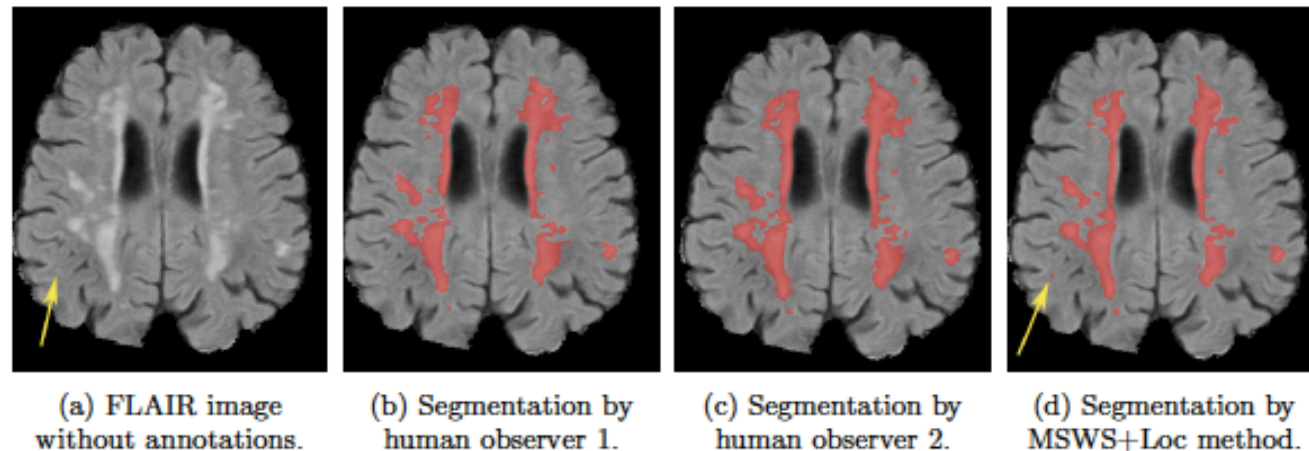 (a) FLAIR image
without annotations.
(b) Segmentation by
human observer 1.
(c) Segmentation by
human observer 2.
(d) Segmentation by
MSWS+Loc method.